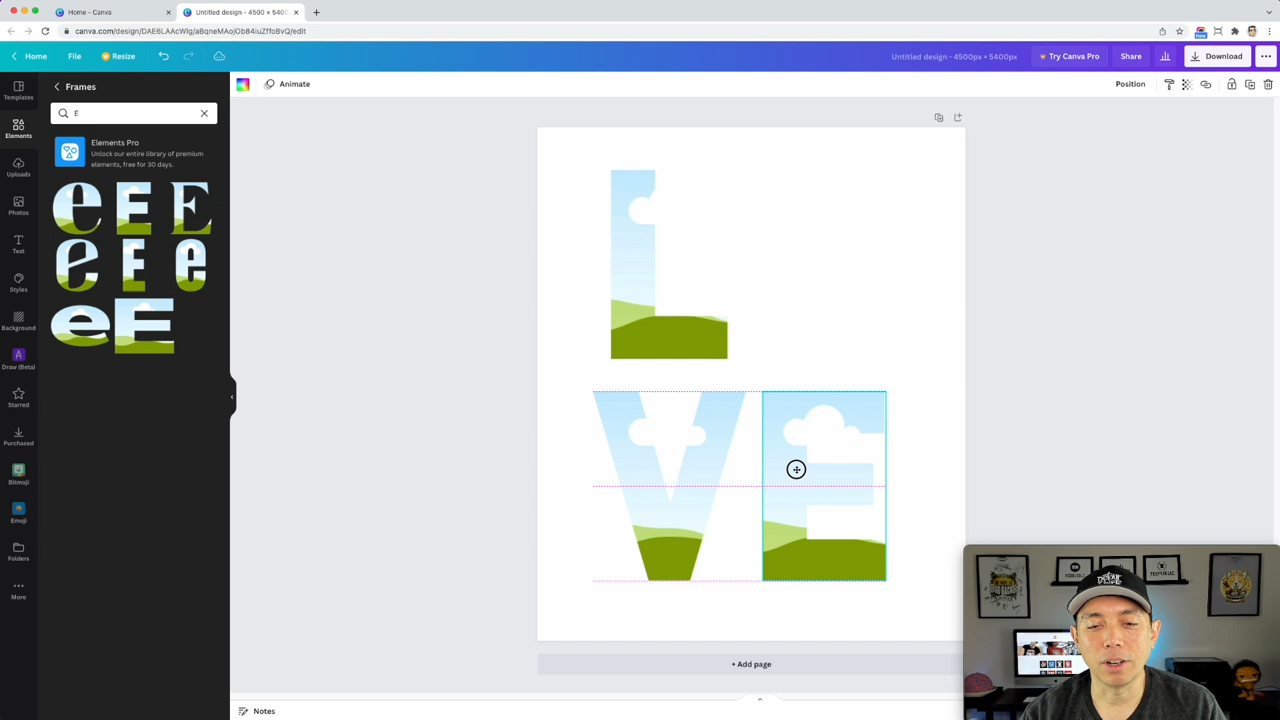 Home - Canva
Untitled design - 4500 × 5400
canva.com/design/DAE6LAAcWIg/aBqneMAojOb84iuZffoBvQ/edit
Home
File
Resize
Untitled design - 4500px × 5400px
Try Canva Pro
Share
Download
Templates
Elements
Uploads
Photos
Text
Styles
Background
Draw (Beta)
Starred
Purchased
Bitmoji
Emoji
Folders
More
Frames
E
Elements Pro
Unlock our entire library of premium
elements, free for 30 days.
e E E
e E e
e E
Animate
Position
L
V E
+ Add page
Notes